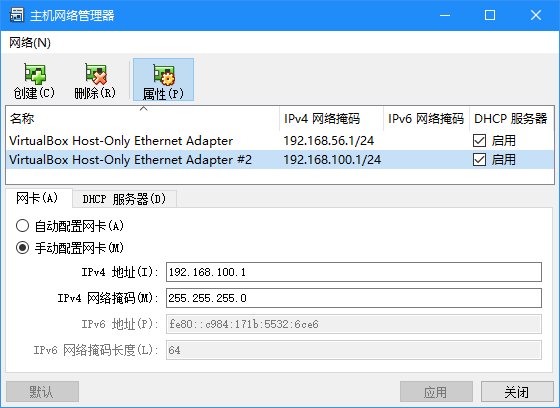 主机网络管理器
网络(N)
创建(C) 删除(R) 属性(P)
名称 IPv4 网络掩码 IPv6 网络掩码 DHCP 服务器
VirtualBox Host-Only Ethernet Adapter 192.168.56.1/24 启用
VirtualBox Host-Only Ethernet Adapter #2 192.168.100.1/24 启用
网卡(A) DHCP 服务器(D)
自动配置网卡(A)
手动配置网卡(M)
IPv4 地址(I): 192.168.100.1
IPv4 网络掩码(M): 255.255.255.0
IPv6 地址(P): fe80::c984:171b:5532:6ce6
IPv6 网络掩码长度(L): 64
默认 应用 关闭